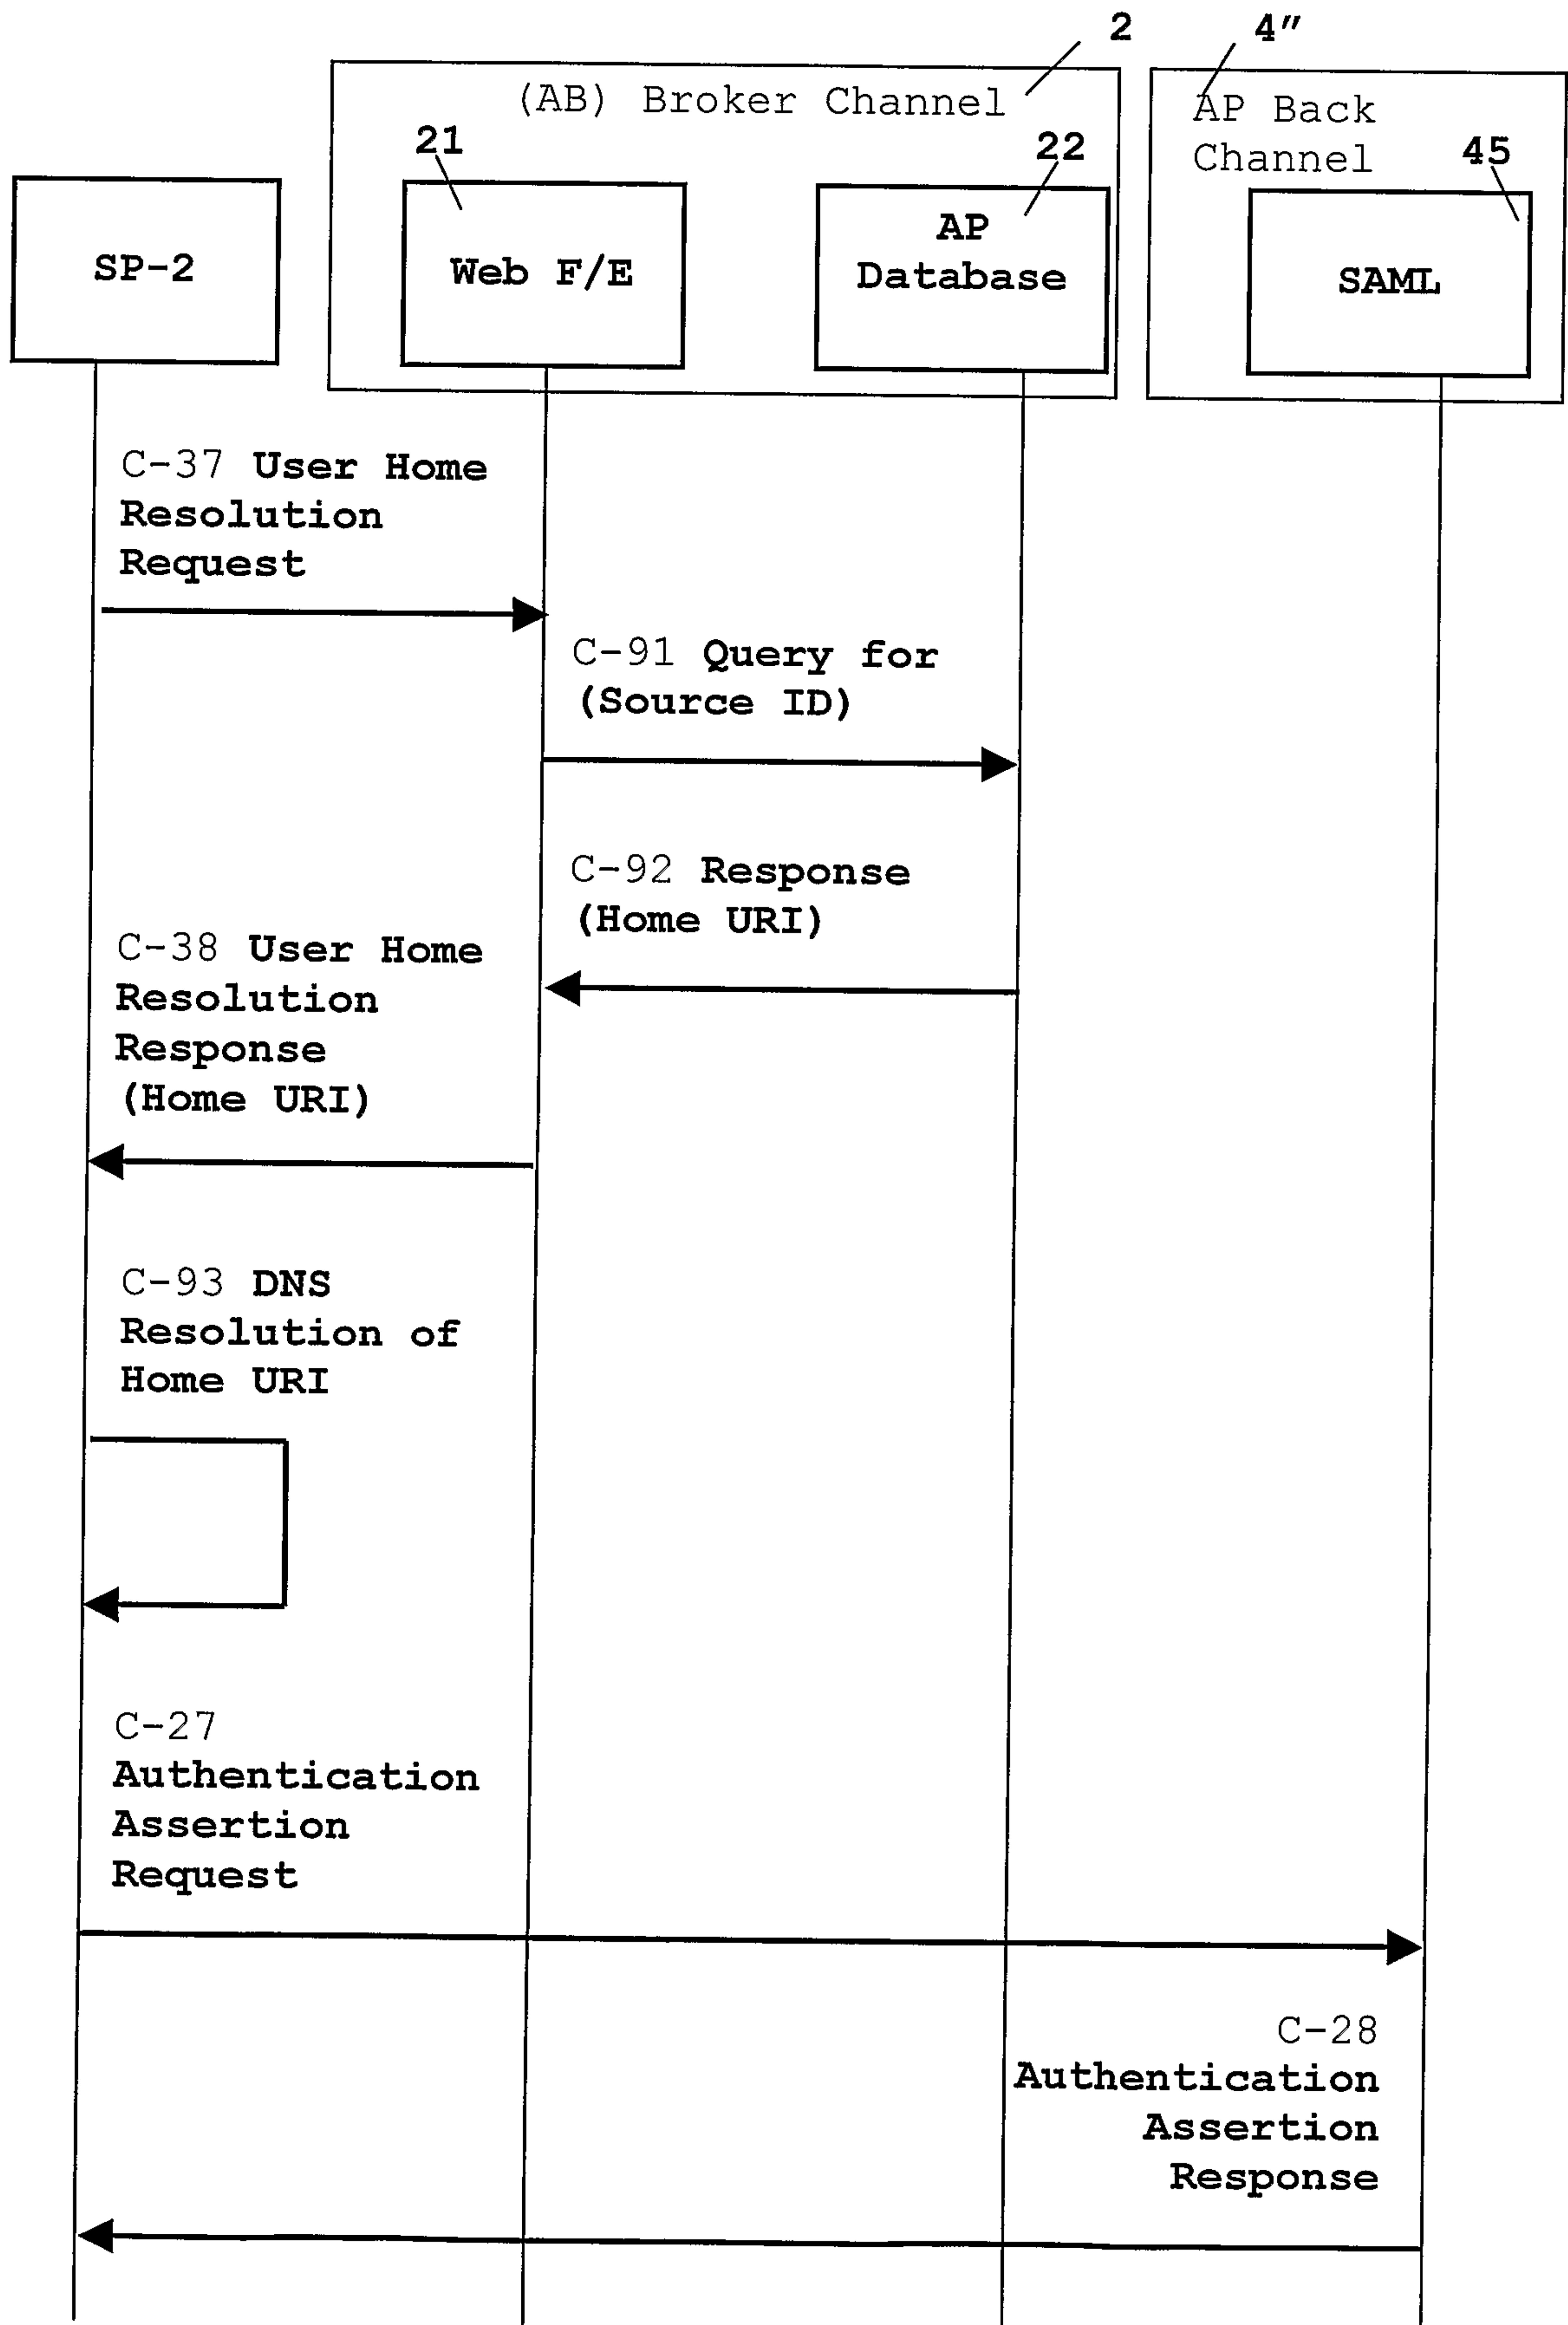 2
4″
(AB) Broker Channel
AP Back
Channel
21
22
45
SP-2
Web F/E
AP
Database
SAML
C-37 User Home
Resolution
Request
C-91 Query for
(Source ID)
C-92 Response
(Home URI)
C-38 User Home
Resolution
Response
(Home URI)
C-93 DNS
Resolution of
Home URI
C-27
Authentication
Assertion
Request
C-28
Authentication
Assertion
Response